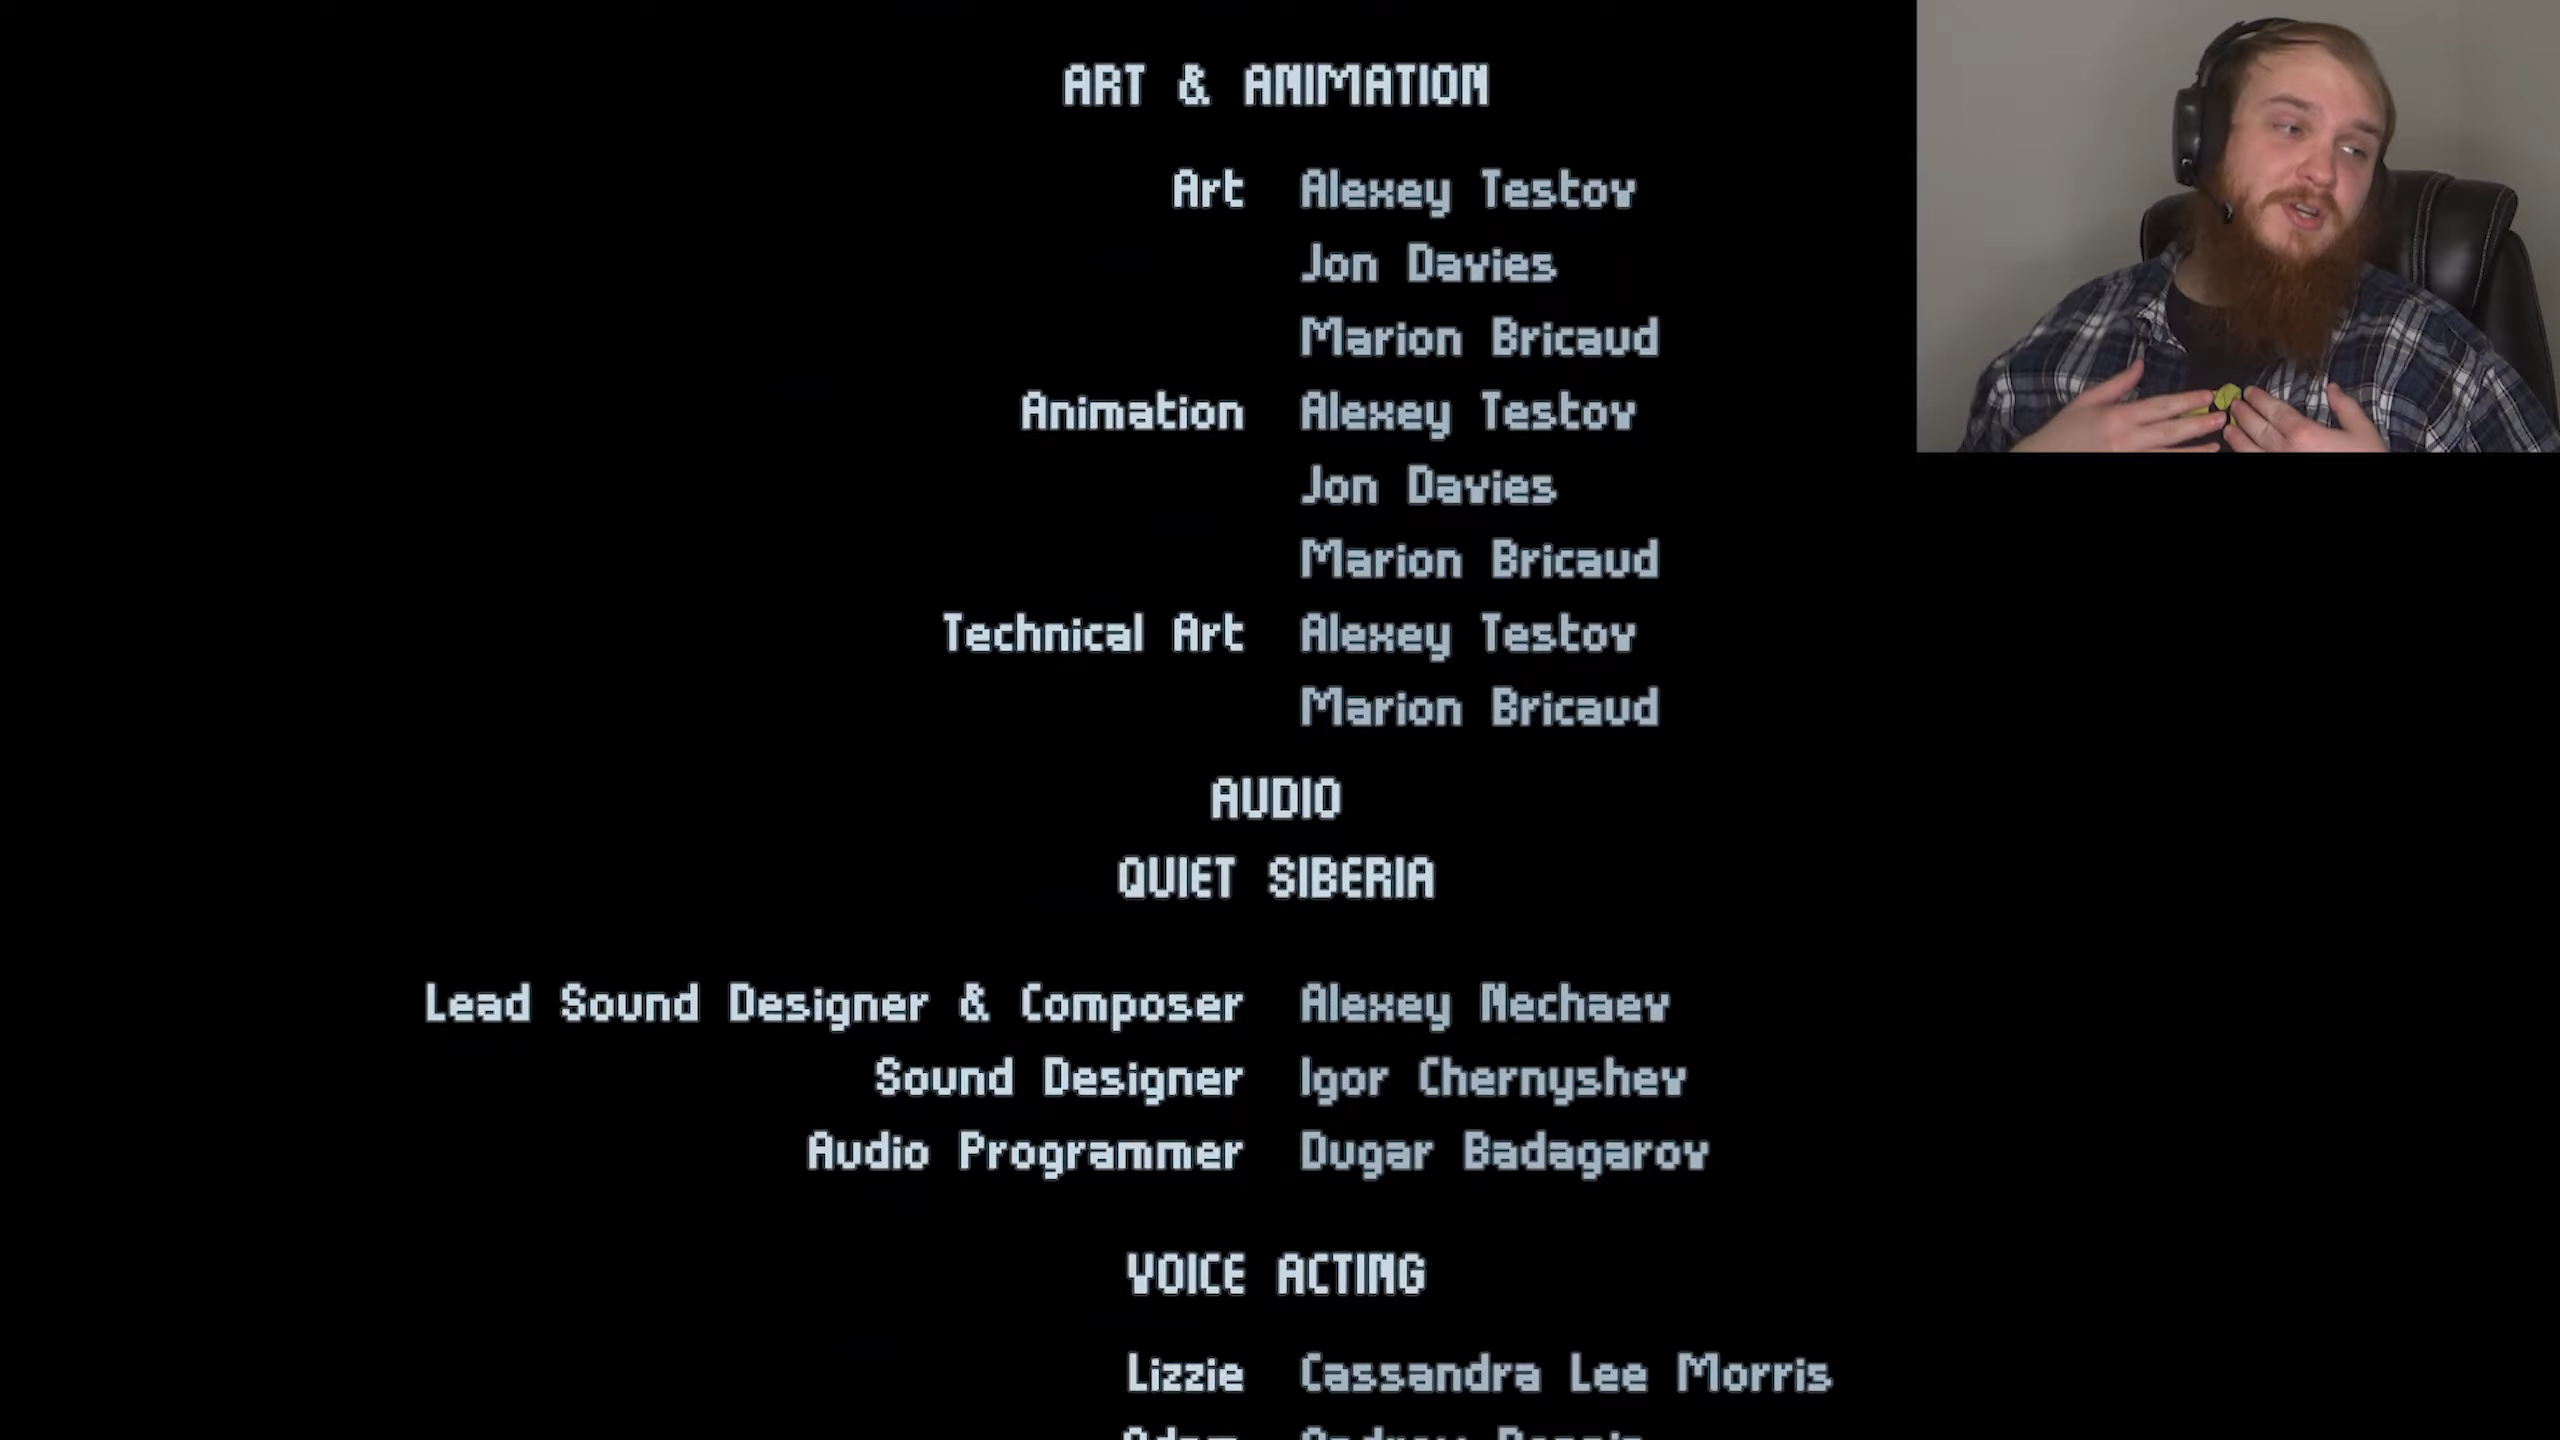 ART & ANIMATION
Art Alexey Testov
Jon Davies
Marion Bricaud
Animation Alexey Testov
Jon Davies
Marion Bricaud
Technical Art Alexey Testov
Marion Bricaud
AUDIO
QUIET SIBERIA
Lead Sound Designer & Composer Alexey Nechaev
Sound Designer Igor Chernyshev
Audio Programmer Dugar Badagarov
VOICE ACTING
Lizzie Cassandra Lee Morris